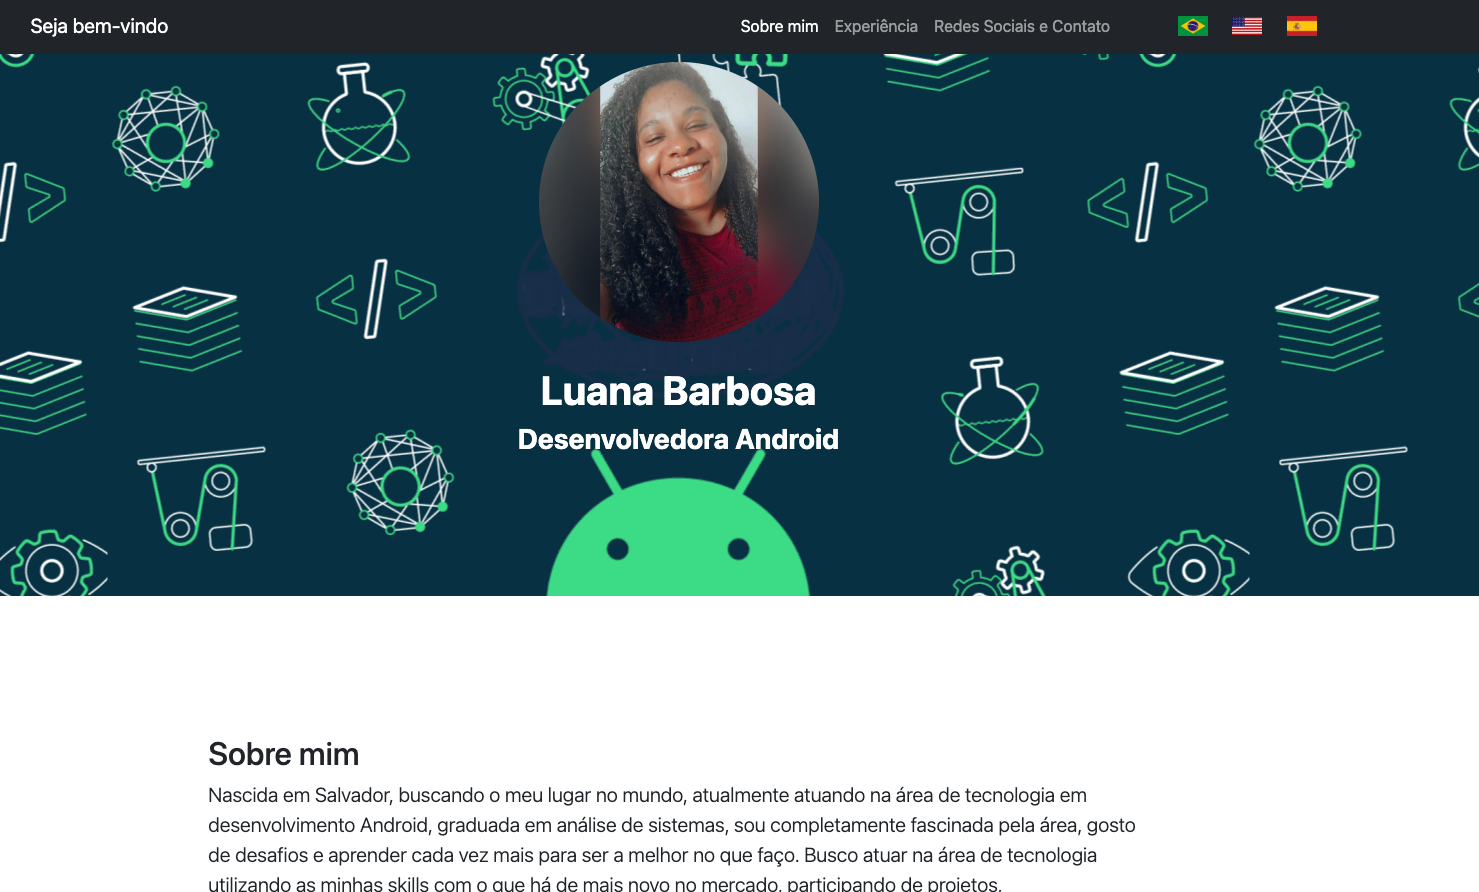 Seja bem-vindo
Sobre mim Experiência Redes Sociais e Contato
Luana Barbosa
Desenvolvedora Android
Sobre mim
Nascida em Salvador, buscando o meu lugar no mundo, atualmente atuando na área de tecnologia em
desenvolvimento Android, graduada em análise de sistemas, sou completamente fascinada pela área, gosto
de desafios e aprender cada vez mais para ser a melhor no que faço. Busco atuar na área de tecnologia
utilizando as minhas skills com o que há de mais novo no mercado, participando de projetos,